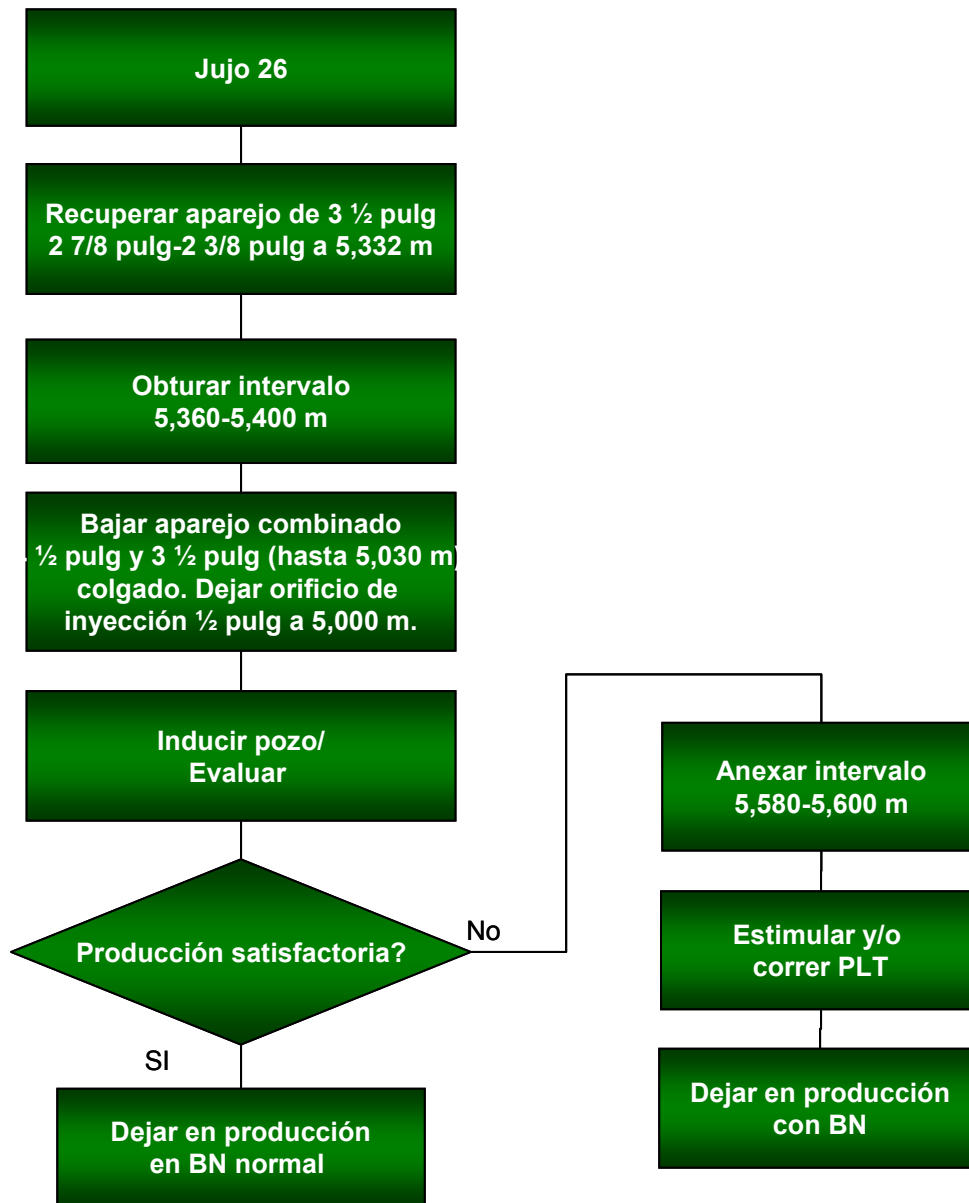 Jujo 26
Recuperar aparejo de 3 ½ pulg
2 7/8 pulg-2 3/8 pulg a 5,332 m
Obturar intervalo
5,360-5,400 m
Bajar aparejo combinado
½ pulg y 3 ½ pulg (hasta 5,030 m)
colgado. Dejar orificio de
inyección ½ pulg a 5,000 m.
Inducir pozo/
Evaluar
Producción satisfactoria?
No
SI
Dejar en producción
en BN normal
Anexar intervalo
5,580-5,600 m
Estimular y/o
correr PLT
Dejar en producción
con BN